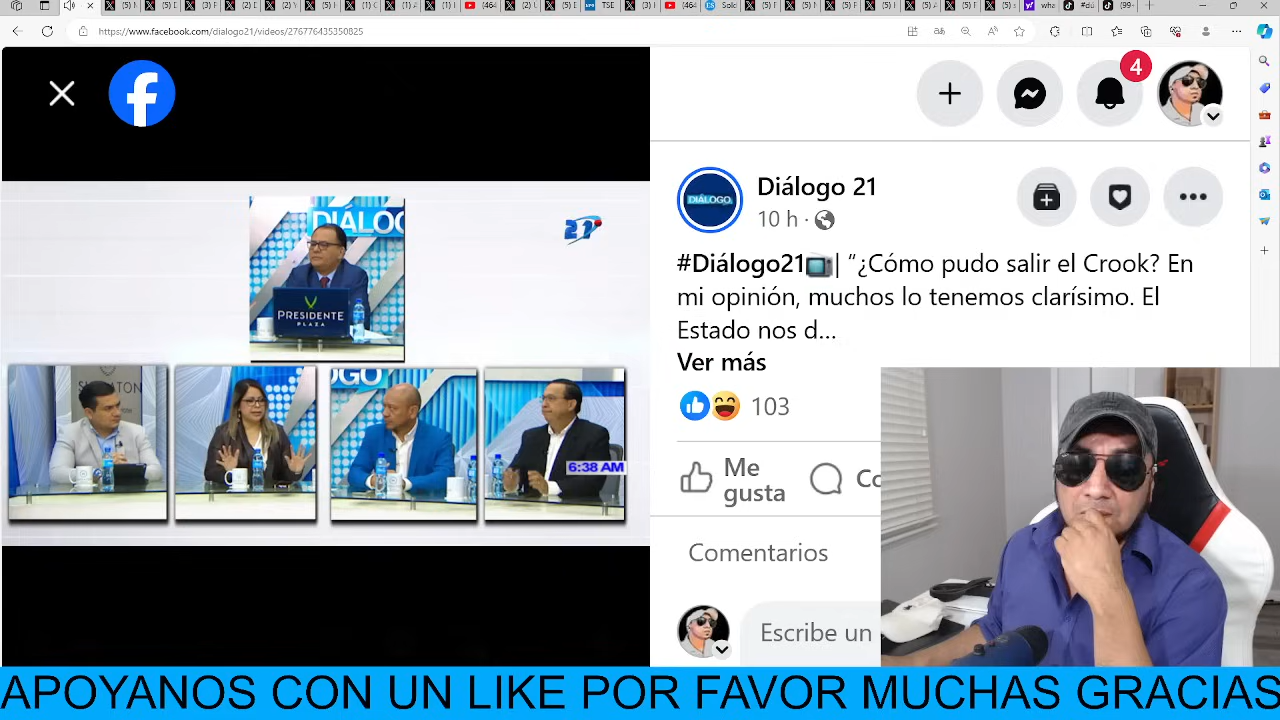 https://www.facebook.com/dialogo21/videos/276776435350825
4
Diálogo 21
10 h
DIÁLOGO
#Diálogo21 | “¿Cómo pudo salir el Crook? En
mi opinión, muchos lo tenemos clarísimo. El
Estado nos d...
Ver más
103
Me
gusta
Co
Comentarios
Escribe un
DIÁLOG
21
PRESIDENTE
PLAZA
OGO
6:38 AM
APOYANOS CON UN LIKE POR FAVOR MUCHAS GRACIAS